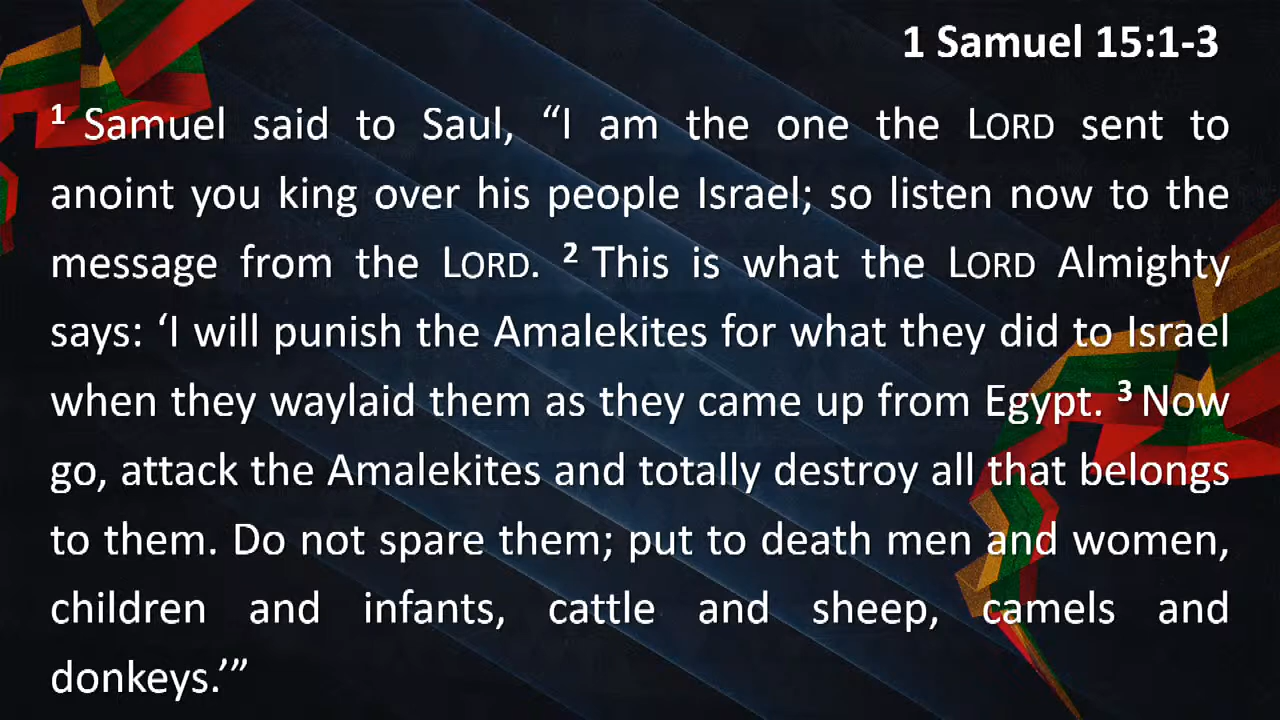 1 Samuel 15:1-3
¹ Samuel said to Saul, “I am the one the LORD sent to
anoint you king over his people Israel; so listen now to the
message from the LORD. ² This is what the LORD Almighty
says: ‘I will punish the Amalekites for what they did to Israel
when they waylaid them as they came up from Egypt. ³ Now
go, attack the Amalekites and totally destroy all that belongs
to them. Do not spare them; put to death men and women,
children and infants, cattle and sheep, camels and
donkeys.’”